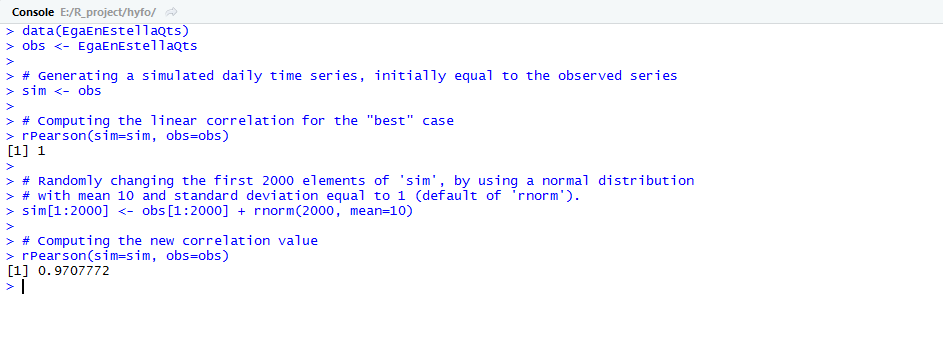 Console E:/R_project/hyfo/
> data(EgaEnEstellaQts)
> obs <- EgaEnEstellaQts
>
> # Generating a simulated daily time series, initially equal to the observed series
> sim <- obs
>
> # Computing the linear correlation for the "best" case
> rPearson(sim=sim, obs=obs)
[1] 1
>
> # Randomly changing the first 2000 elements of 'sim', by using a normal distribution
> # with mean 10 and standard deviation equal to 1 (default of 'rnorm').
> sim[1:2000] <- obs[1:2000] + rnorm(2000, mean=10)
>
> # Computing the new correlation value
> rPearson(sim=sim, obs=obs)
[1] 0.9707772
>